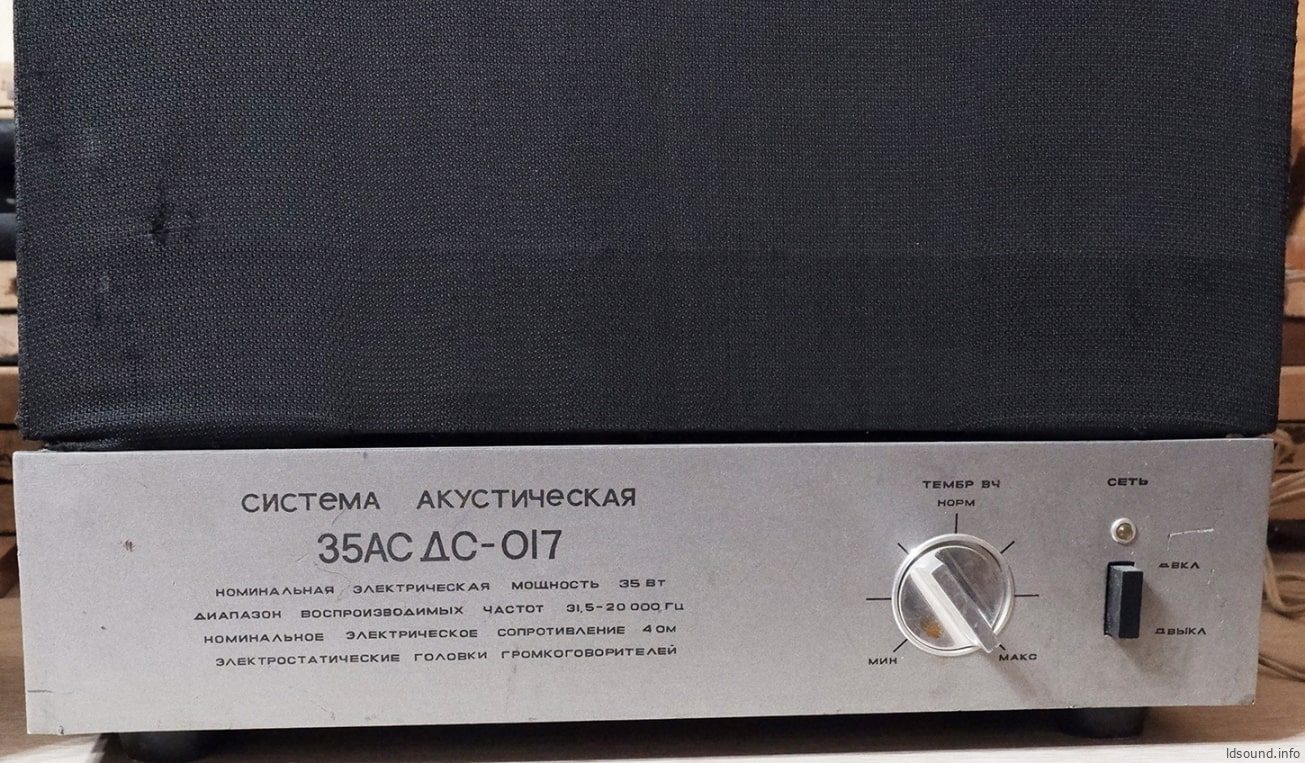 СИСТЕМА АКУСТИЧЕСКАЯ
35АС ДС-017
НОМИНАЛЬНАЯ ЭЛЕКТРИЧЕСКАЯ МОЩНОСТЬ 35 ВТ
ДИАПАЗОН ВОСПРОИЗВОДИМЫХ ЧАСТОТ 31,5-20 000 ГЦ
НОМИНАЛЬНОЕ ЭЛЕКТРИЧЕСКОЕ СОПРОТИВЛЕНИЕ 4 ОМ
ЭЛЕКТРОСТАТИЧЕСКИЕ ГОЛОВКИ ГРОМКОГОВОРИТЕЛЕЙ
ТЕМБР ВЧ
НОРМ
МИН
МАКС
СЕТЬ
ВКЛ
ВЫКЛ
ldsound.info